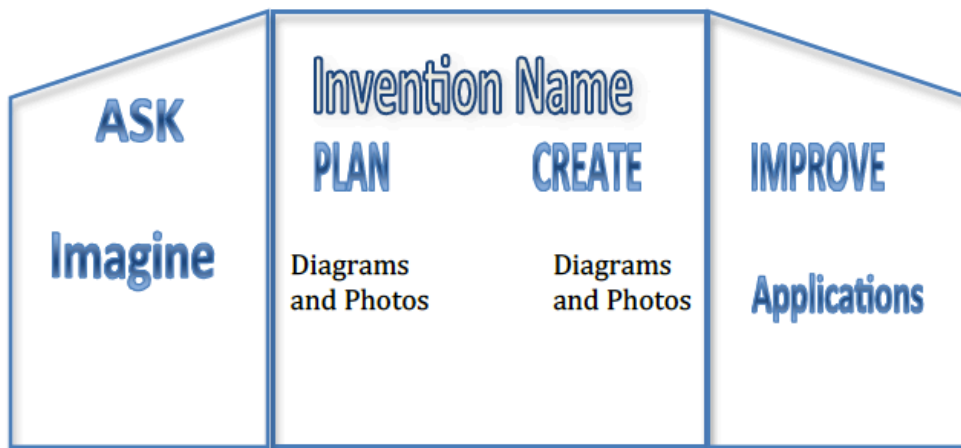 ASK
Imagine
Invention Name
PLAN
CREATE
Diagrams
and Photos
Diagrams
and Photos
IMPROVE
Applications